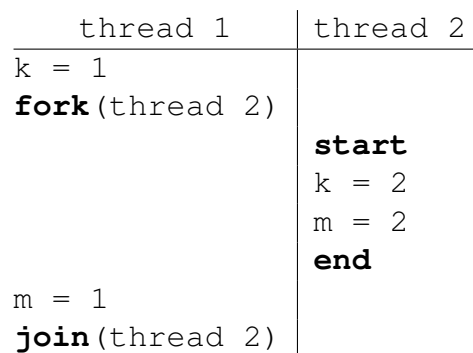 thread 1 thread 2
k = 1
fork(thread 2)
start
k = 2
m = 2
end
m = 1
join(thread 2)